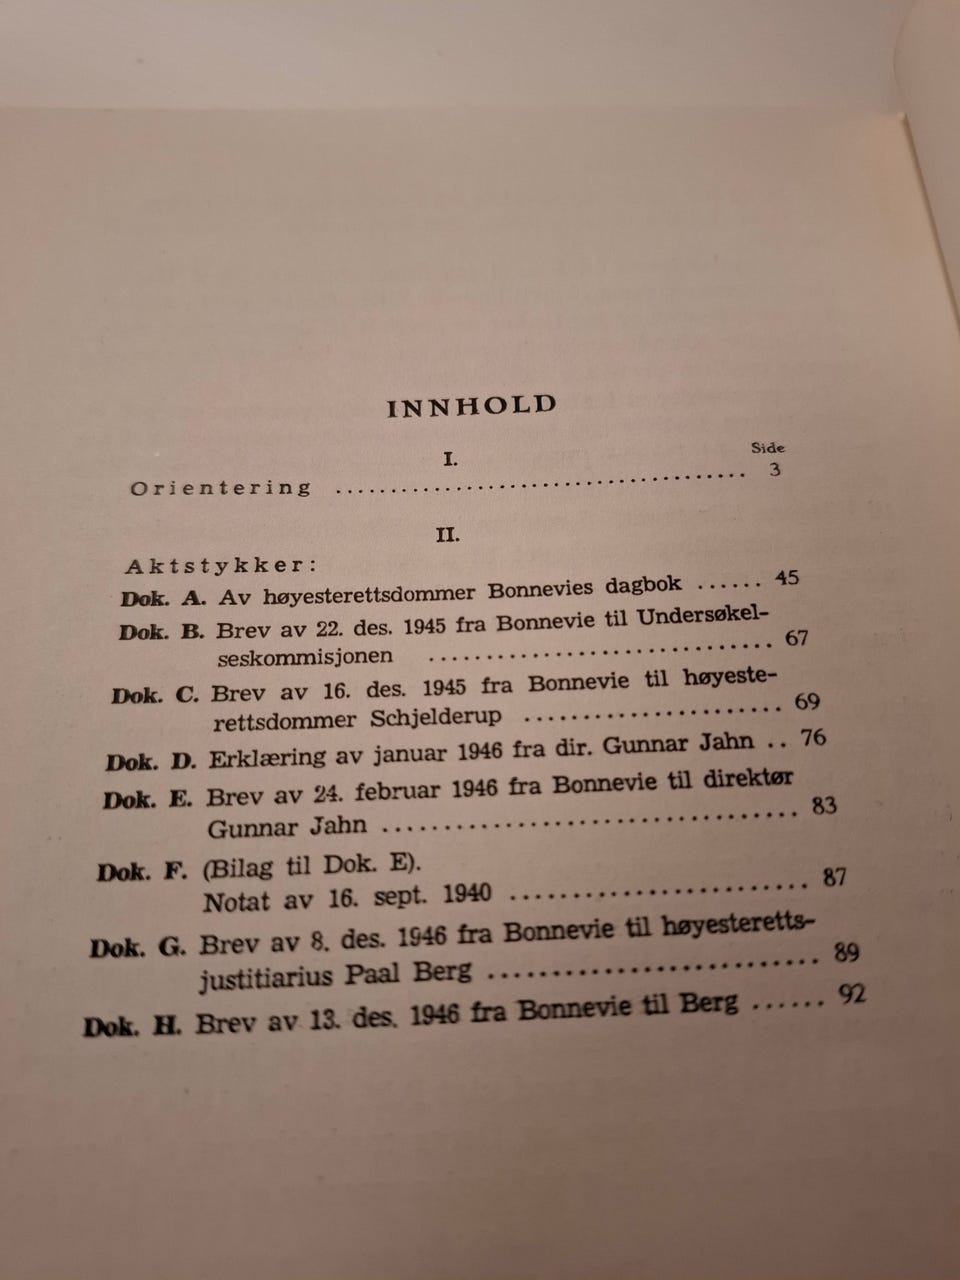 INNHOLD
I.
Side
Orientering ........................................ 3
II.
Aktstykker:
Dok. A. Av høyesterettsdommer Bonnevies dagbok ...... 45
Dok. B. Brev av 22. des. 1945 fra Bonnevie til Undersøkel-
seskommisjonen .............................. 67
Dok. C. Brev av 16. des. 1945 fra Bonnevie til høyeste-
rettsdommer Schjelderup ...................... 69
Dok. D. Erklæring av januar 1946 fra dir. Gunnar Jahn .. 76
Dok. E. Brev av 24. februar 1946 fra Bonnevie til direktør
Gunnar Jahn .................................. 83
Dok. F. (Bilag til Dok. E).
Notat av 16. sept. 1940 ........................ 87
Dok. G. Brev av 8. des. 1946 fra Bonnevie til høyesteretts-
justitiarius Paal Berg ......................... 89
Dok. H. Brev av 13. des. 1946 fra Bonnevie til Berg ...... 92